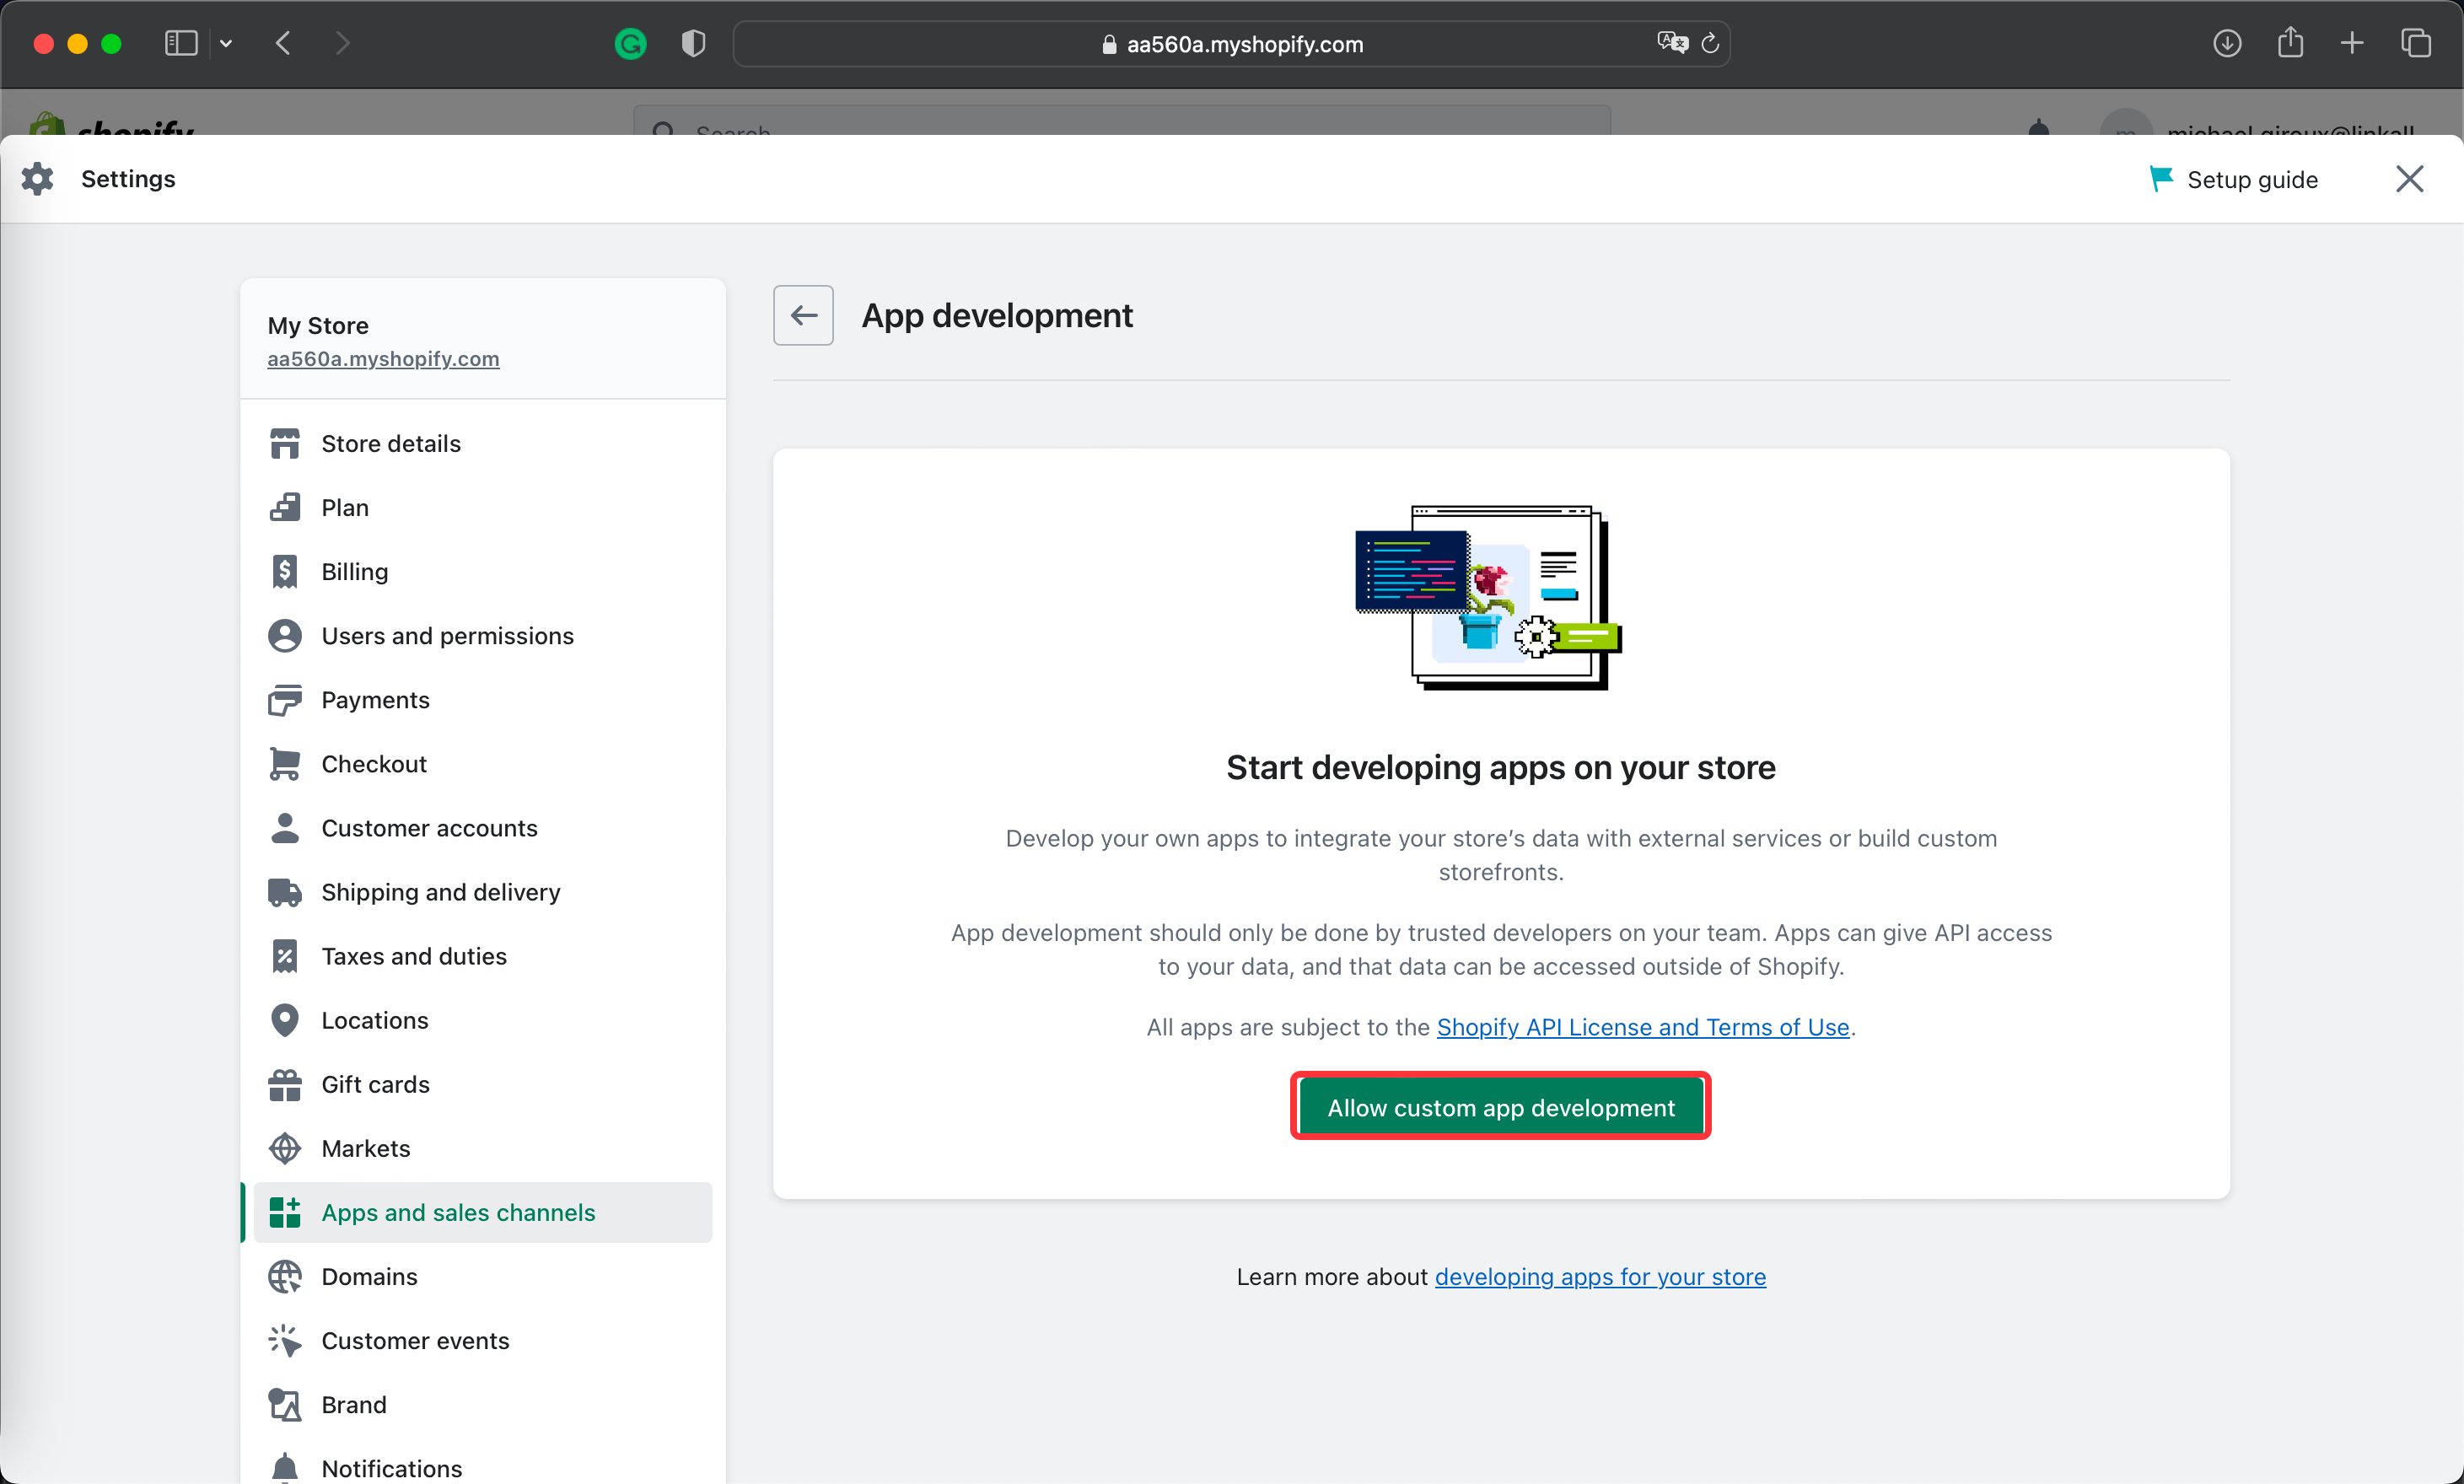 aa560a.myshopify.com
shopify
Search
michael.giroux@linkall
Settings
Setup guide
My Store
aa560a.myshopify.com
Store details
Plan
Billing
Users and permissions
Payments
Checkout
Customer accounts
Shipping and delivery
Taxes and duties
Locations
Gift cards
Markets
Apps and sales channels
Domains
Customer events
Brand
Notifications
App development
Start developing apps on your store
Develop your own apps to integrate your store’s data with external services or build custom
storefronts.
App development should only be done by trusted developers on your team. Apps can give API access
to your data, and that data can be accessed outside of Shopify.
All apps are subject to the Shopify API License and Terms of Use.
Allow custom app development
Learn more about developing apps for your store